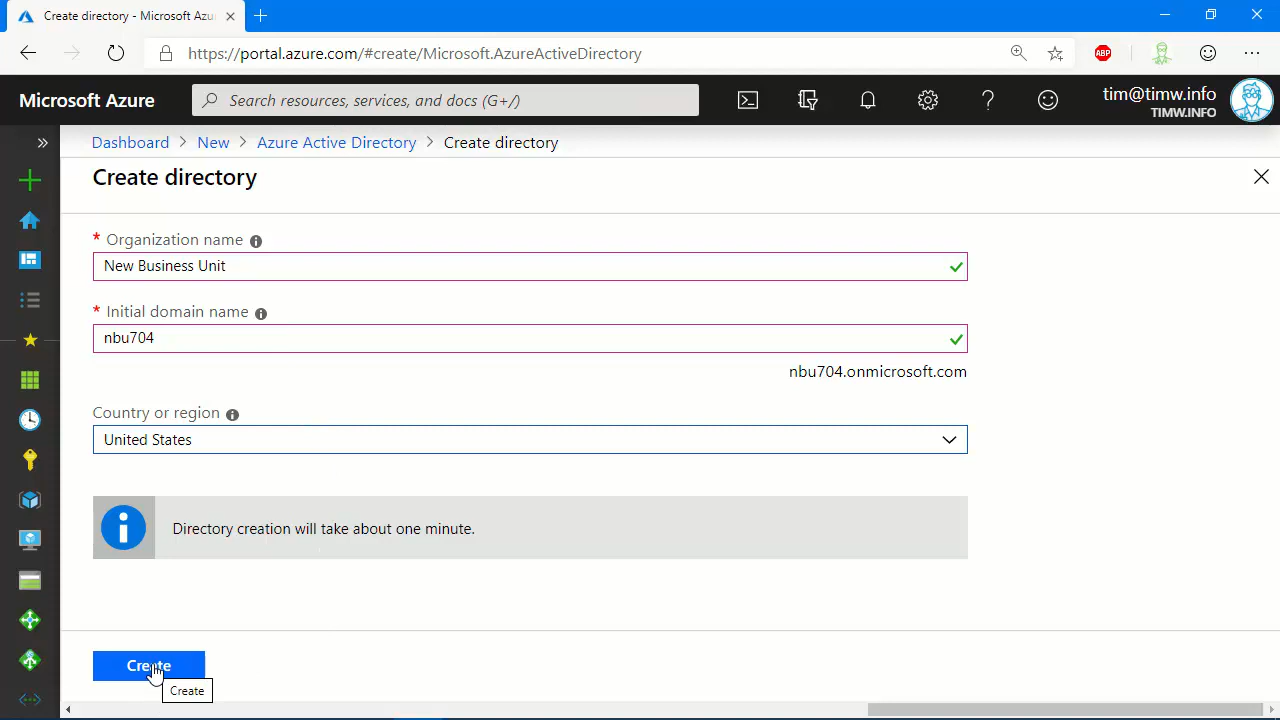 Create directory - Microsoft Azu
https://portal.azure.com/#create/Microsoft.AzureActiveDirectory
ABP
Microsoft Azure
Search resources, services, and docs (G+/)
tim@timw.info
TIMW.INFO
Dashboard > New > Azure Active Directory > Create directory
Create directory
* Organization name
New Business Unit
* Initial domain name
nbu704
nbu704.onmicrosoft.com
Country or region
United States
Directory creation will take about one minute.
Create
Create